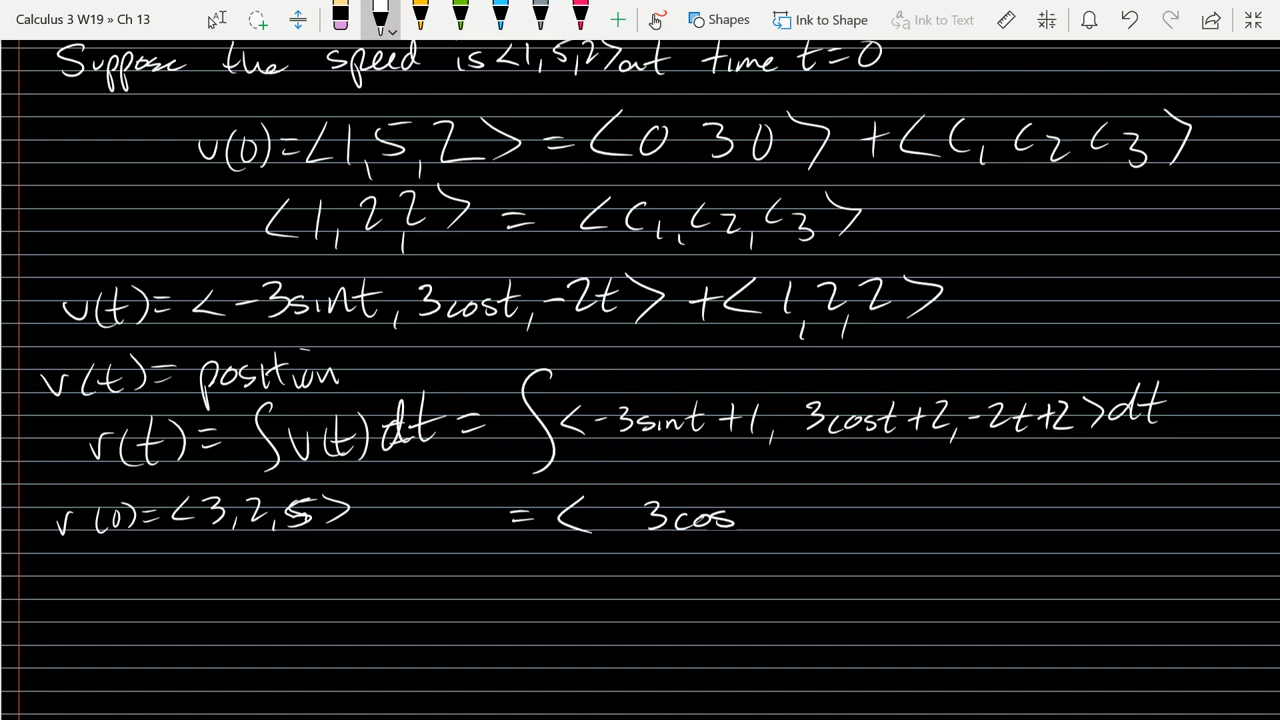 Calculus 3 W19 » Ch 13
Shapes
Ink to Shape
Ink to Text
Suppose the speed is <1,5,2> at time t=0
v(0)=<1,5,2> = <0 3 0> + <C₁ C₂ C₃>
<1,2,2> = <C₁,C₂,C₃>
v(t)= <-3sint, 3cost, -2t> + <1,2,2>
r(t)= position
r(t)= ∫v(t)dt = ∫<-3sint+1, 3cost+2,-2t+2>dt
r(0)=<3,2,5> = < 3cos